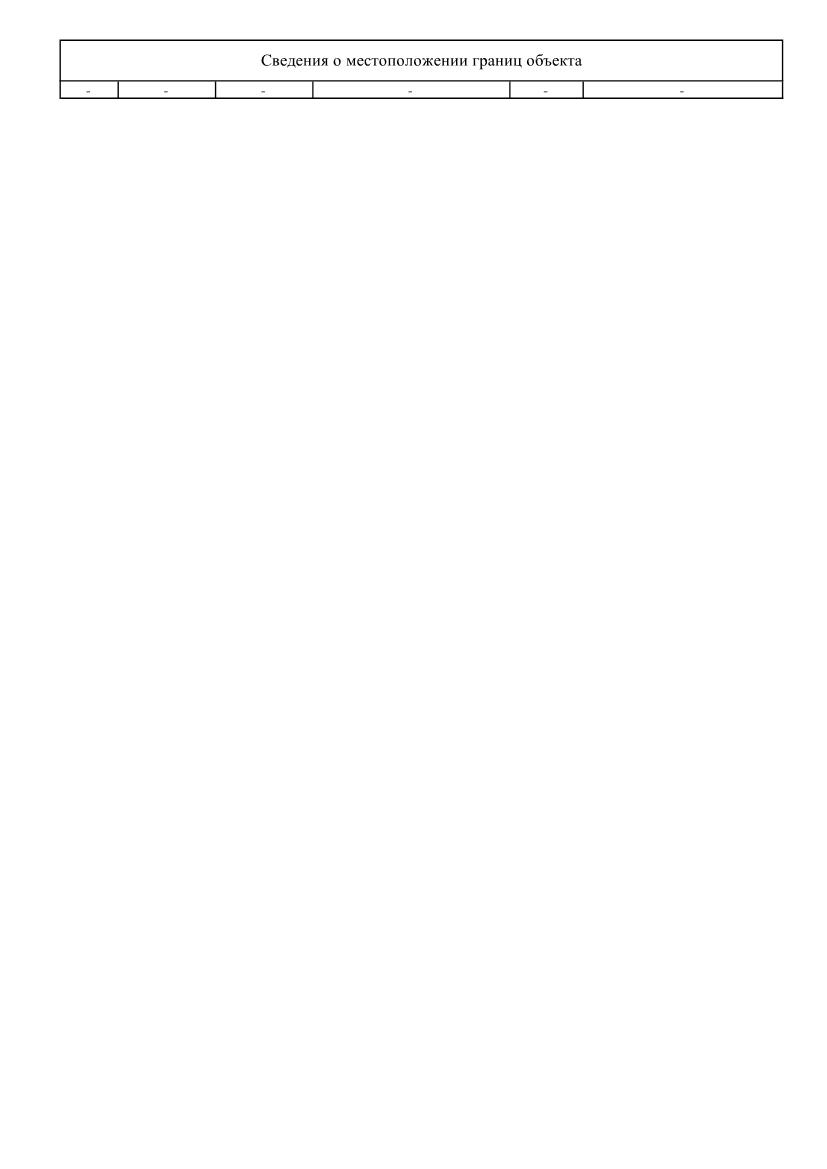 Сведения о местоположении границ объекта
- - - - - -